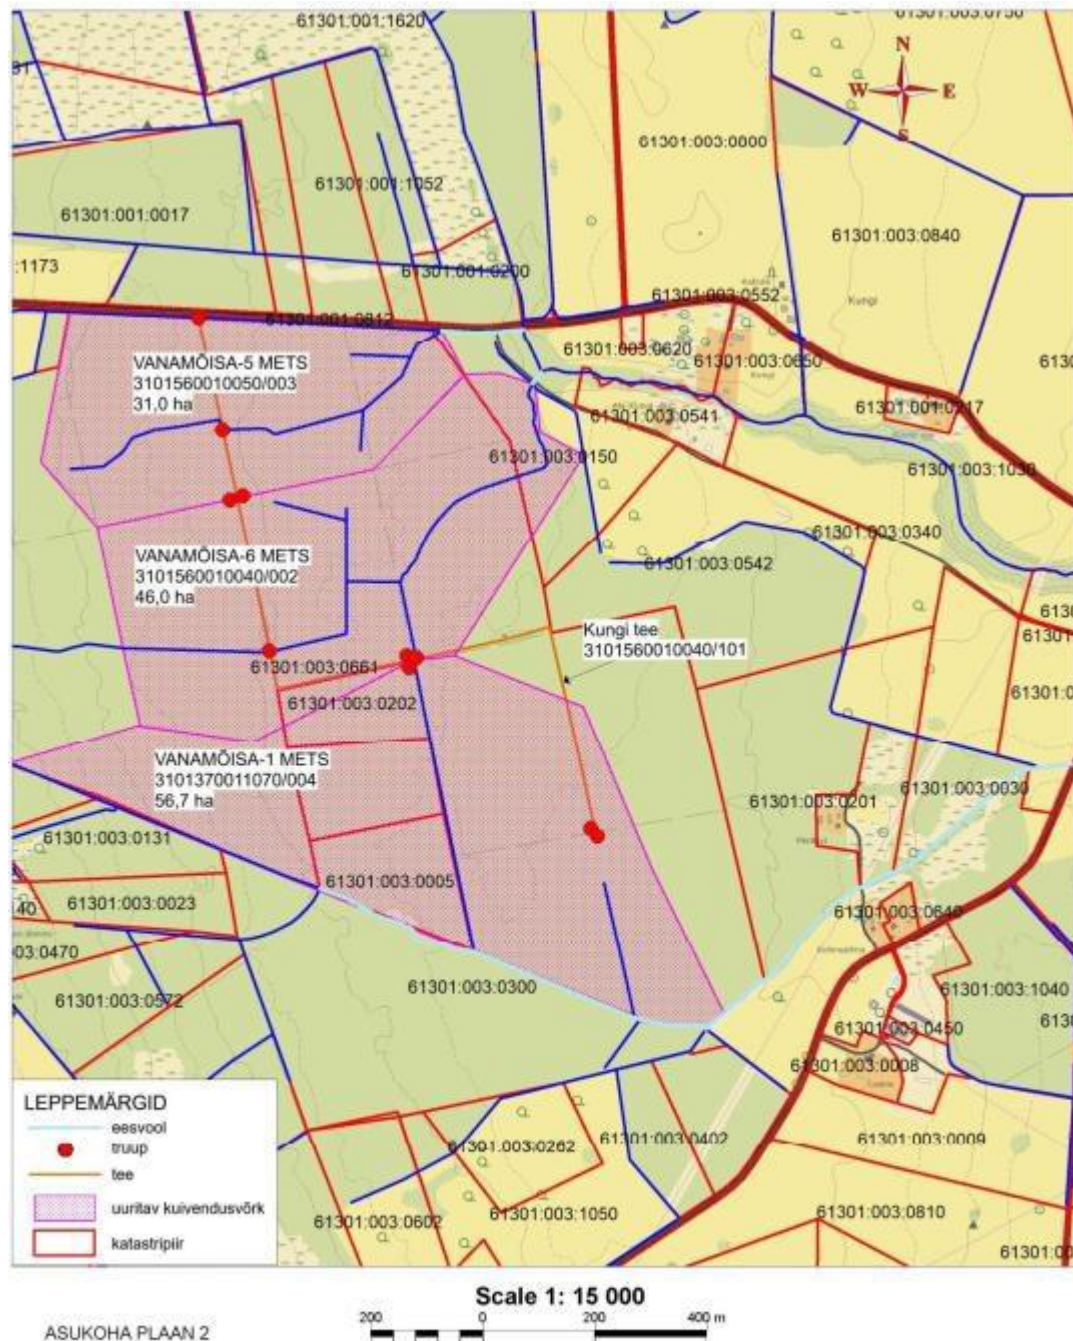 61301:001:1620
61301:003:0750
N
W
E
S
61301:003:0800
61301:001:1052
61301:001:0017
61301:003:0840
:1173
61301:001:0200
61301:003:0552
Kungi
61301:001:0812
61301:003:0620
61301:003:0650
Kungi
VANAMÕISA-5 METS
3101560010050/003
31,0 ha
61301:003:0541
61301:001:0717
61301:003:0150
61301:003:1030
61301:003:0340
VANAMÕISA-6 METS
3101560010040/002
46,0 ha
61301:003:0542
Kungi tee
3101560010040/101
61301:003:0661
61301:003:0202
VANAMÕISA-1 METS
3101370011070/004
56,7 ha
61301:003:0030
61301:003:0201
61301:003:0131
61301:003:0005
61301:003:0023
61301:003:0640
03:0470
61301:003:0300
61301:003:1040
61301:003:0572
61301:003:0450
61301:003:0008
LEPPEMÄRGID
eesvool
truup
tee
uuritav kuivendusvõrk
katastripiir
61301:003:0262
61301:003:0402
61301:003:0009
61301:003:0602
61301:003:1050
61301:003:0810
Scale 1: 15 000
200 0 200 400 m
ASUKOHA PLAAN 2